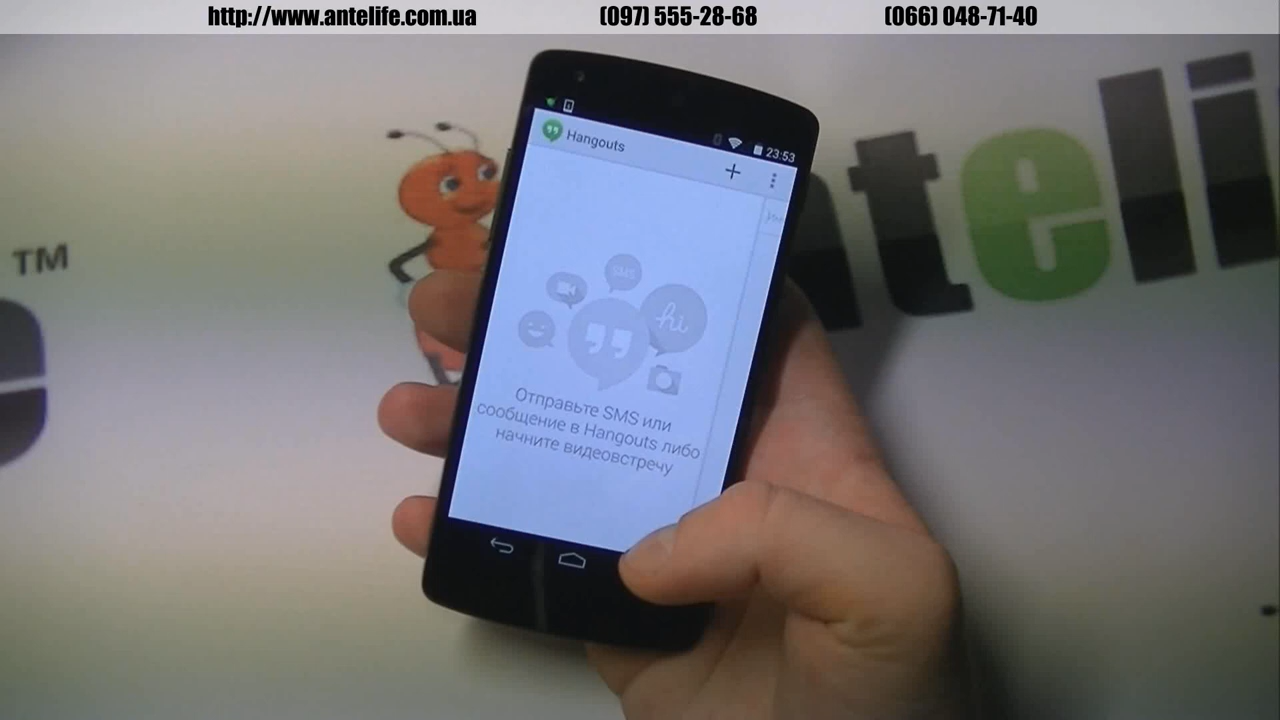 http://www.antelife.com.ua (097) 555-28-68 (066) 048-71-40
23:53
Hangouts
SMS
hi
Отправьте SMS или
сообщение в Hangouts либо
начните видеовстречу
TM
nteli